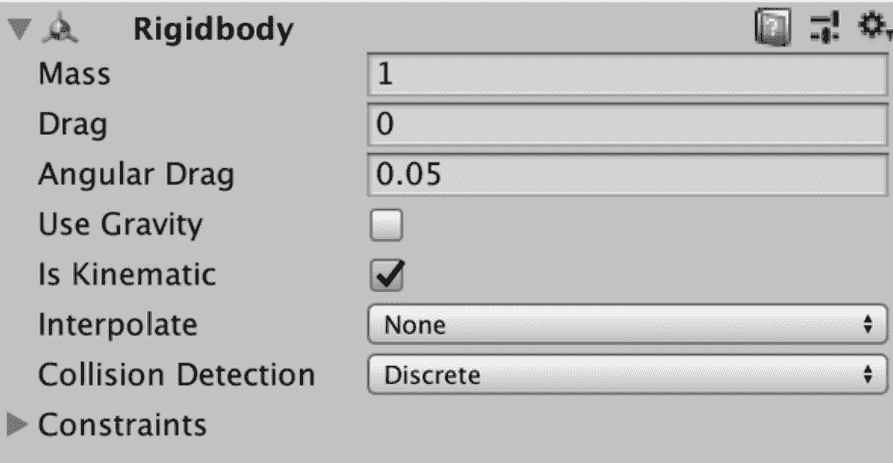 Rigidbody
Mass 1
Drag 0
Angular Drag 0.05
Use Gravity
Is Kinematic
Interpolate None
Collision Detection Discrete
Constraints